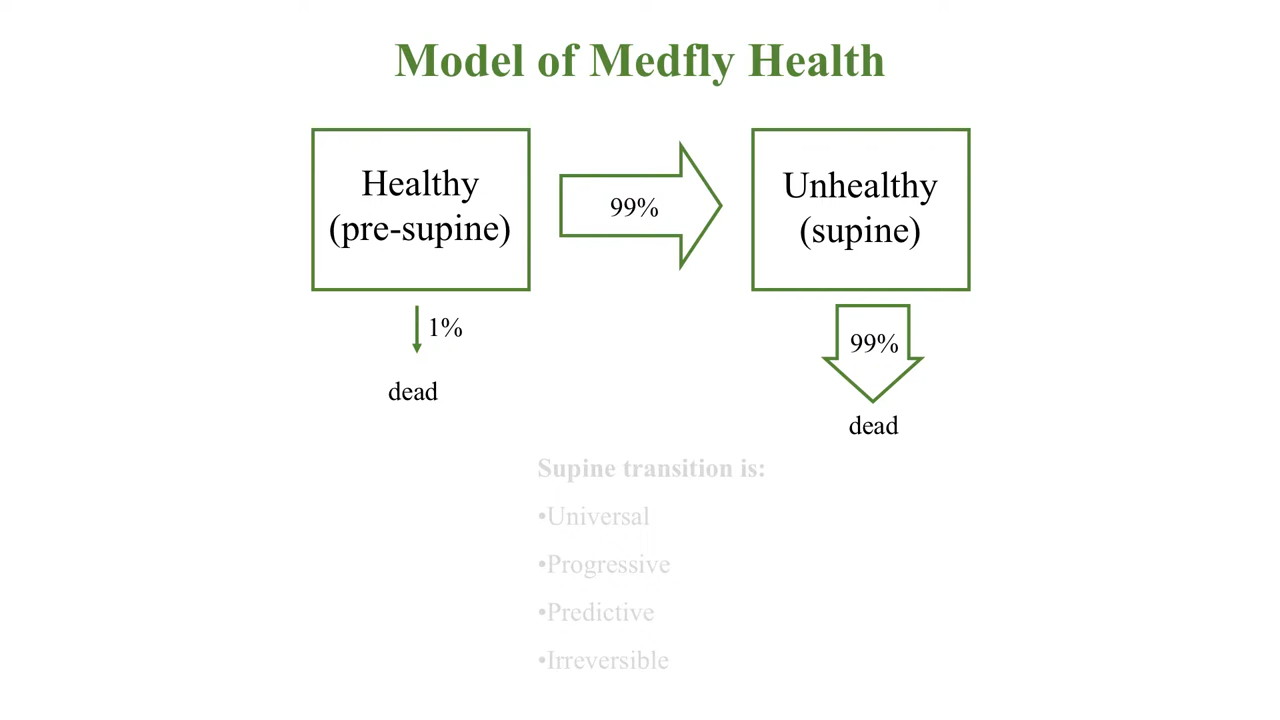 Model of Medfly Health
Healthy
(pre-supine)
99%
Unhealthy
(supine)
1%
99%
dead
dead
Supine transition is:
•Universal
•Progressive
•Predictive
•Irreversible